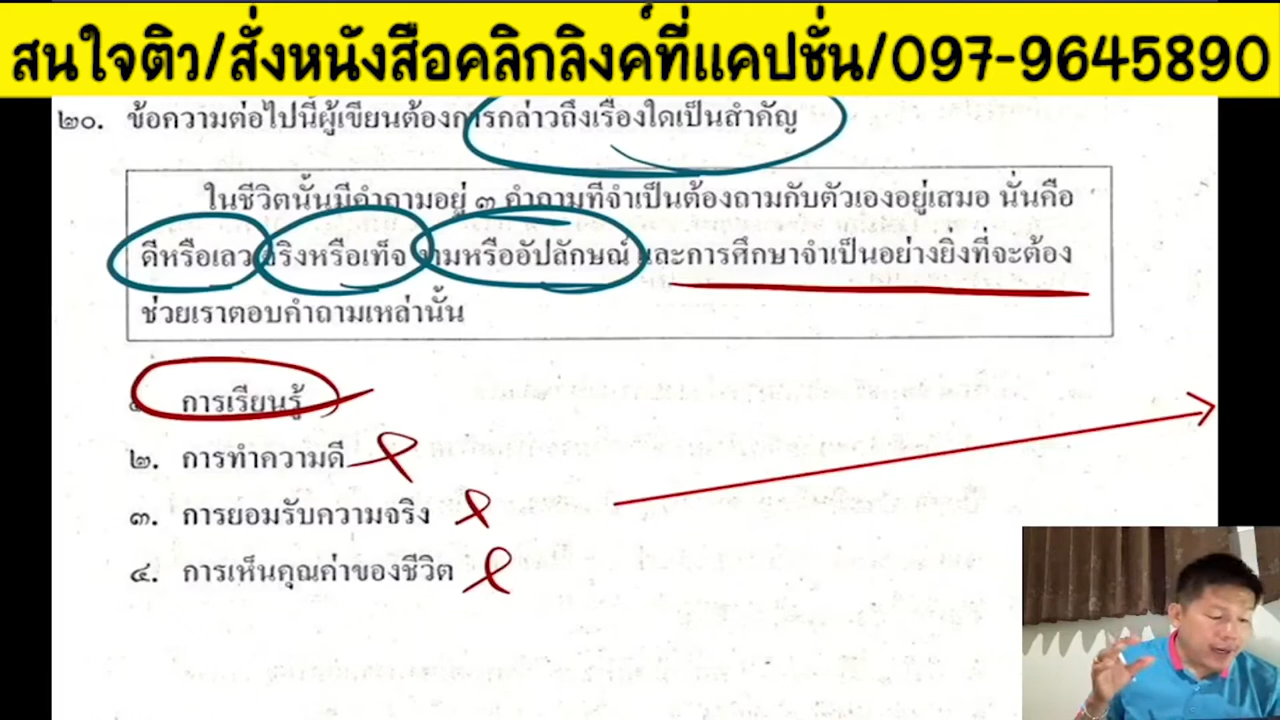 สนใจติว/สั่งหนังสือคลิกลิงค์ที่แคปชั่น/097-9645890
๒๐. ข้อความต่อไปนี้ผู้เขียนต้องการกล่าวถึงเรื่องใดเป็นสำคัญ
ในชีวิตนั้นมีคำถามอยู่ ๓ คำถามที่จำเป็นต้องถามกับตัวเองอยู่เสมอ นั่นคือ
ดีหรือเลว จริงหรือเท็จ งามหรืออัปลักษณ์ และการศึกษาจำเป็นอย่างยิ่งที่จะต้อง
ช่วยเราตอบคำถามเหล่านั้น
การเรียนรู้
๒. การทำความดี
๓. การยอมรับความจริง
๔. การเห็นคุณค่าของชีวิต